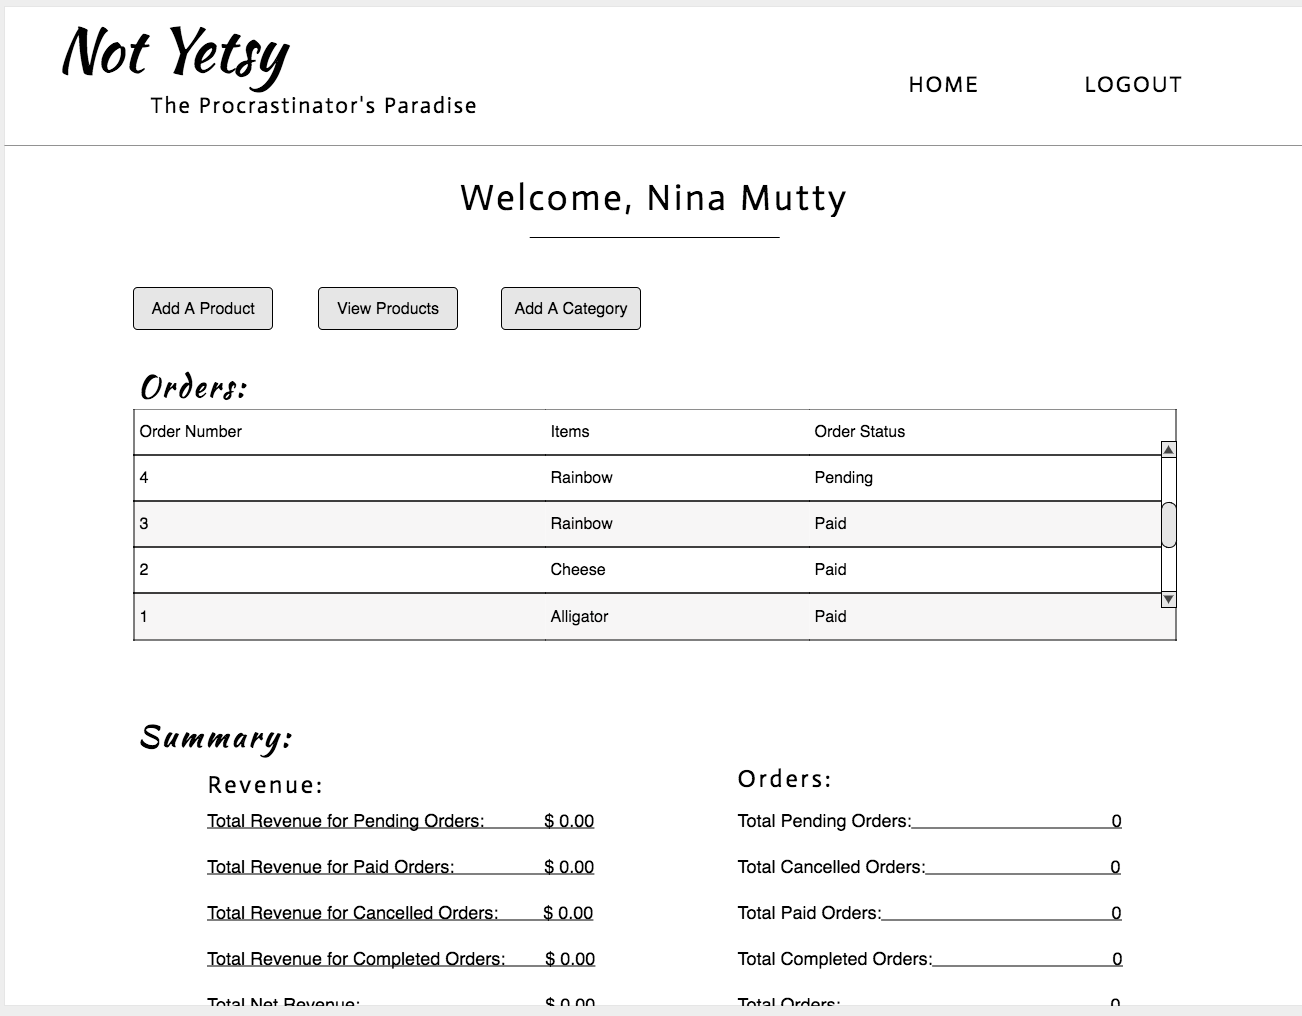 Not Yetsy
The Procrastinator's Paradise
HOME LOGOUT
Welcome, Nina Mutty
Add A Product View Products Add A Category
Orders:
Order Number Items Order Status
4 Rainbow Pending
3 Rainbow Paid
2 Cheese Paid
1 Alligator Paid
Summary:
Revenue:
Total Revenue for Pending Orders: $ 0.00
Total Revenue for Paid Orders: $ 0.00
Total Revenue for Cancelled Orders: $ 0.00
Total Revenue for Completed Orders: $ 0.00
Total Net Revenue: $ 0.00
Orders:
Total Pending Orders: 0
Total Cancelled Orders: 0
Total Paid Orders: 0
Total Completed Orders: 0
Total Orders: 0